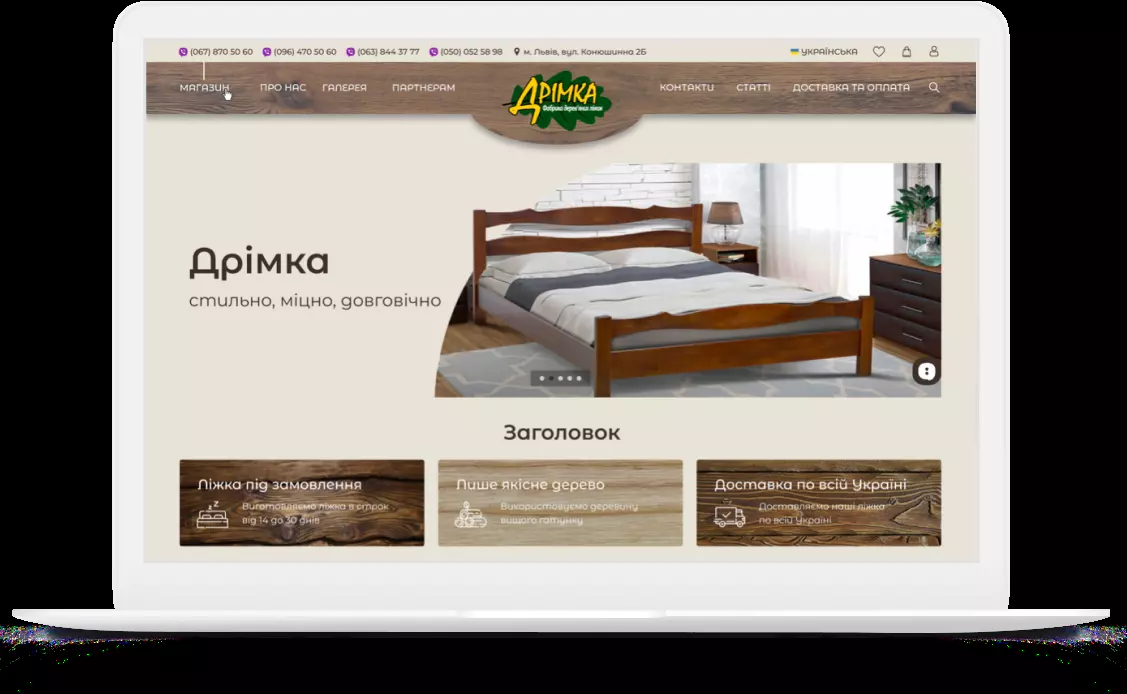 (067) 870 50 60 (096) 470 50 60 (063) 844 37 77 (050) 052 58 98 м. Львів, вул. Конюшинна 2Б УКРАЇНСЬКА
МАГАЗИН ПРО НАС ГАЛЕРЕЯ ПАРТНЕРАМ КОНТАКТИ СТАТТІ ДОСТАВКА ТА ОПЛАТА
ДРІМКА
Фабрика дерев'яних ліжок
Дрімка
стильно, міцно, довговічно
Заголовок
Ліжка під замовлення
Виготовляємо ліжка в строк
від 14 до 30 днів
Лише якісне дерево
Використовуємо деревину
вищого гатунку
Доставка по всій Україні
Доставляємо наші ліжка
по всій Україні